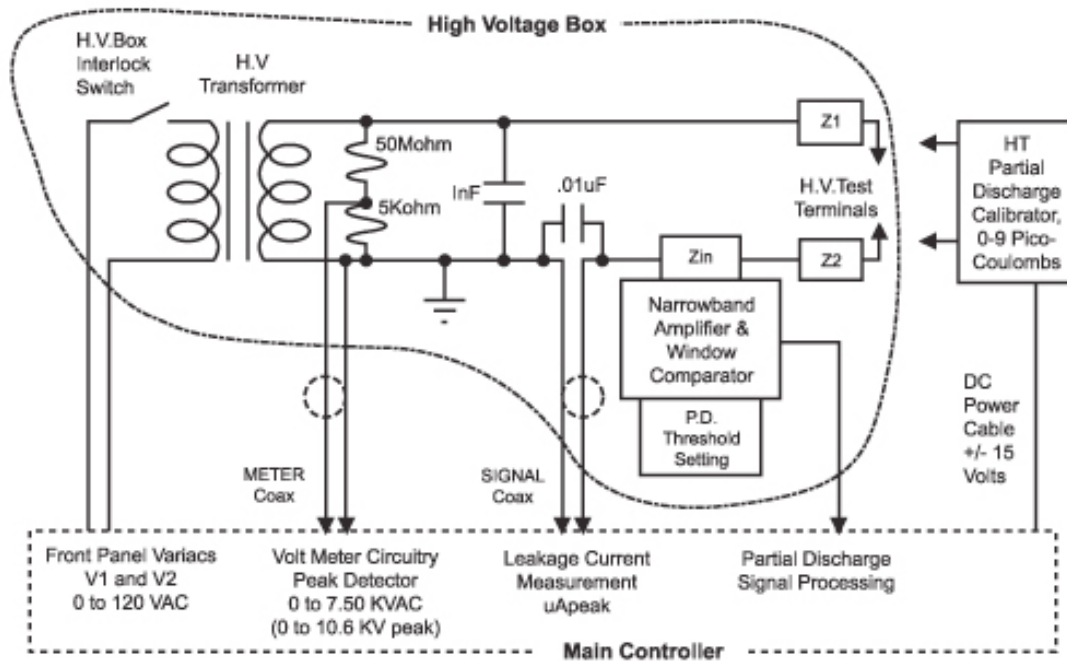 High Voltage Box
H.V.Box
Interlock
Switch
H.V
Transformer
50Mohm
5Kohm
InF
.01uF
Z1
H.V.Test
Terminals
Z2
Zin
Narrowband
Amplifier &
Window
Comparator
P.D.
Threshold
Setting
HT
Partial
Discharge
Calibrator,
0-9 Pico-
Coulombs
DC
Power
Cable
+/- 15
Volts
METER
Coax
SIGNAL
Coax
Front Panel Variacs
V1 and V2
0 to 120 VAC
Volt Meter Circuitry
Peak Detector
0 to 7.50 KVAC
(0 to 10.6 KV peak)
Leakage Current
Measurement
uApeak
Partial Discharge
Signal Processing
Main Controller